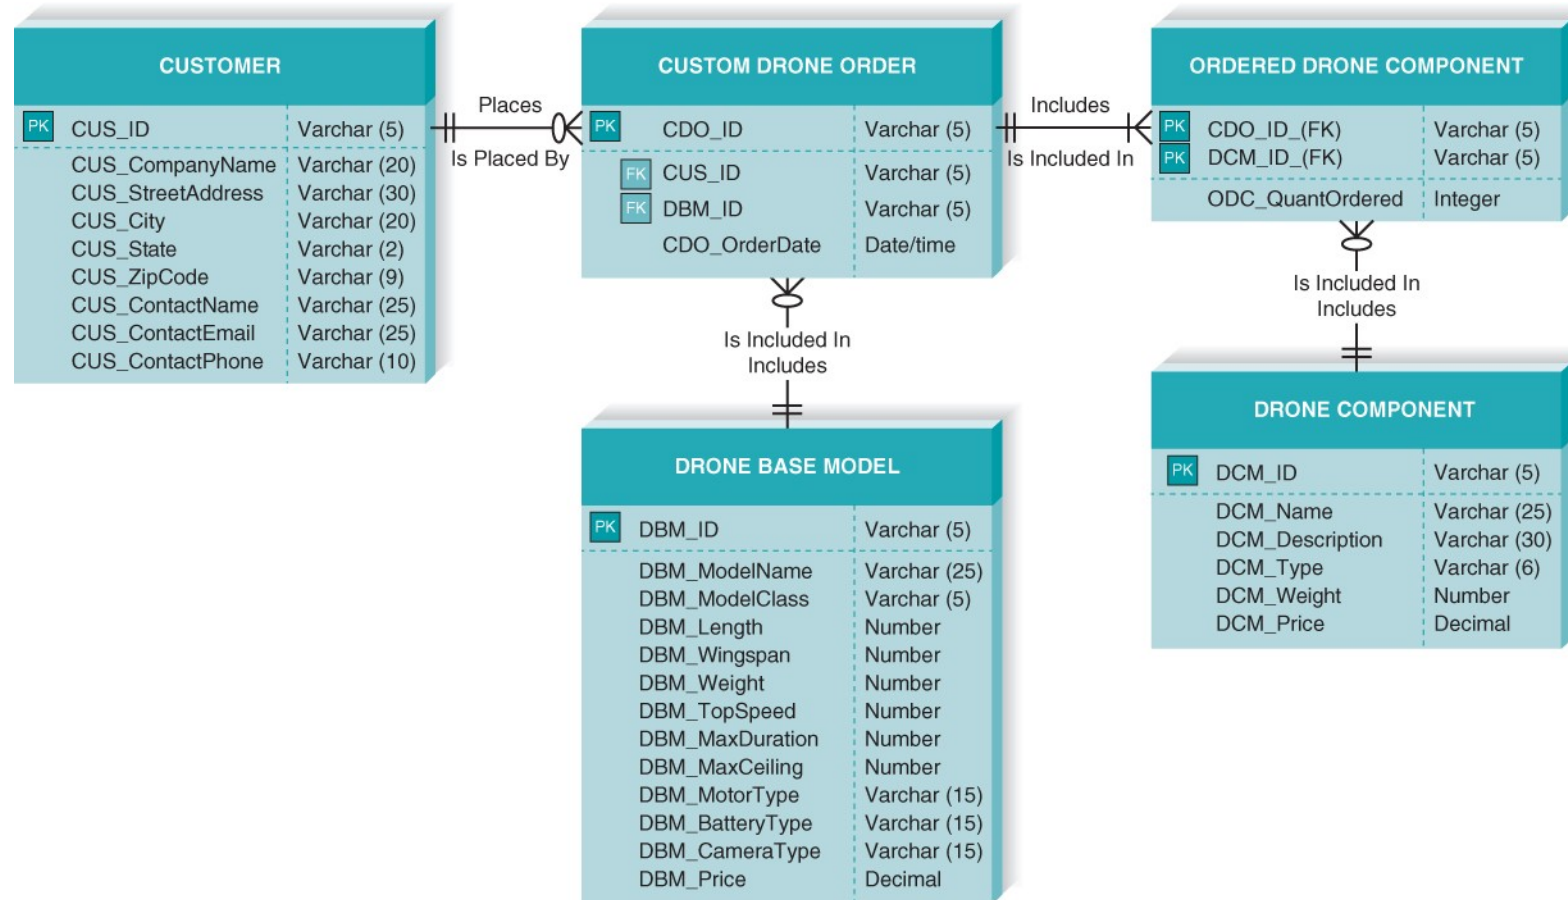 CUSTOMER
PK CUS_ID Varchar (5)
CUS_CompanyName Varchar (20)
CUS_StreetAddress Varchar (30)
CUS_City Varchar (20)
CUS_State Varchar (2)
CUS_ZipCode Varchar (9)
CUS_ContactName Varchar (25)
CUS_ContactEmail Varchar (25)
CUS_ContactPhone Varchar (10)
Places
Is Placed By
CUSTOM DRONE ORDER
PK CDO_ID Varchar (5)
FK CUS_ID Varchar (5)
FK DBM_ID Varchar (5)
CDO_OrderDate Date/time
Includes
Is Included In
ORDERED DRONE COMPONENT
PK CDO_ID_(FK) Varchar (5)
PK DCM_ID_(FK) Varchar (5)
ODC_QuantOrdered Integer
Is Included In
Includes
DRONE BASE MODEL
PK DBM_ID Varchar (5)
DBM_ModelName Varchar (25)
DBM_ModelClass Varchar (5)
DBM_Length Number
DBM_Wingspan Number
DBM_Weight Number
DBM_TopSpeed Number
DBM_MaxDuration Number
DBM_MaxCeiling Number
DBM_MotorType Varchar (15)
DBM_BatteryType Varchar (15)
DBM_CameraType Varchar (15)
DBM_Price Decimal
Is Included In
Includes
DRONE COMPONENT
PK DCM_ID Varchar (5)
DCM_Name Varchar (25)
DCM_Description Varchar (30)
DCM_Type Varchar (6)
DCM_Weight Number
DCM_Price Decimal